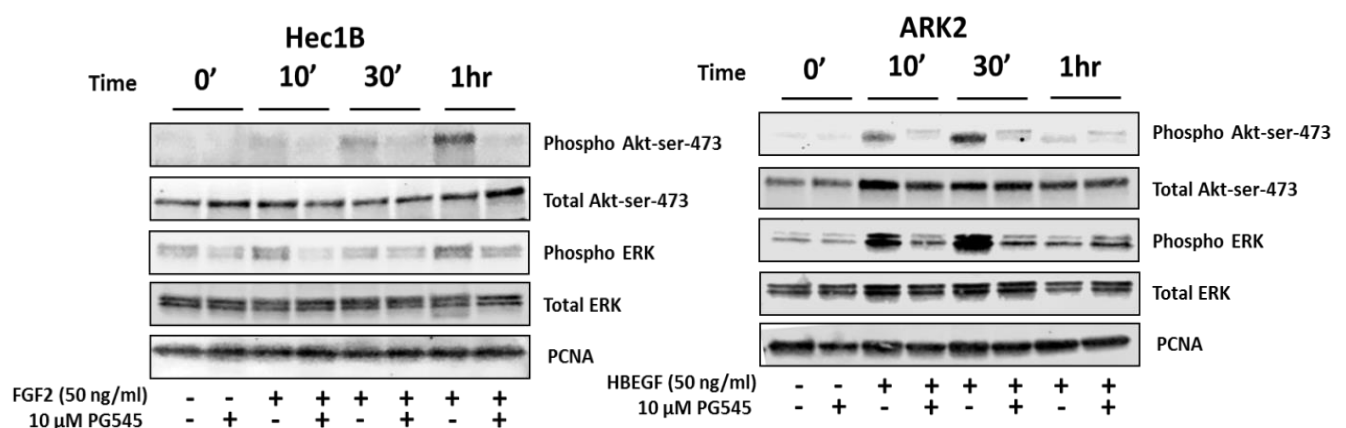 Hec1B
Time 0' 10' 30' 1hr
Phospho Akt-ser-473
Total Akt-ser-473
Phospho ERK
Total ERK
PCNA
FGF2 (50 ng/ml) - - + + + + + +
10 µM PG545 - + - + - + - +
ARK2
Time 0' 10' 30' 1hr
Phospho Akt-ser-473
Total Akt-ser-473
Phospho ERK
Total ERK
PCNA
HBEGF (50 ng/ml) - - + + + + + +
10 µM PG545 - + - + - + - +